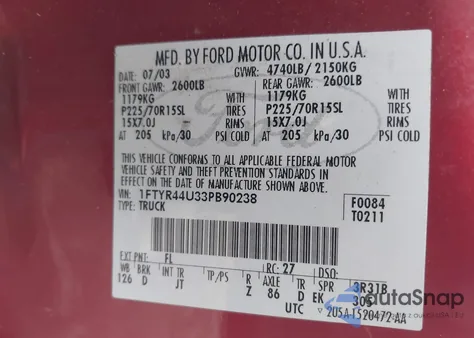 MFD. BY FORD MOTOR CO. IN U.S.A.
DATE: 07/03 GVWR: 4740LB/ 2150KG
FRONT GAWR: 2600LB REAR GAWR: 2600LB
1179KG WITH 1179KG WITH
P225/70R15SL TIRES P225/70R15SL TIRES
15X7.0J RIMS 15X7.0J RIMS
AT 205 kPa/30 PSI COLD AT 205 kPa/30 PSI COLD
THIS VEHICLE CONFORMS TO ALL APPLICABLE FEDERAL MOTOR
VEHICLE SAFETY AND THEFT PREVENTION STANDARDS IN
EFFECT ON THE DATE OF MANUFACTURE SHOWN ABOVE.
VIN: 1FTYR44U33PB90238 F0084
TYPE: TRUCK T0211
Ford
EXT PNT: FL RC: 27 DSO:
WB BRK INT TR TP/PS R AXLE TR SPR 3R3TB
126 D JT Z 86 D EK 305
UTC 2U5A-1520472-AA
AutaSnap